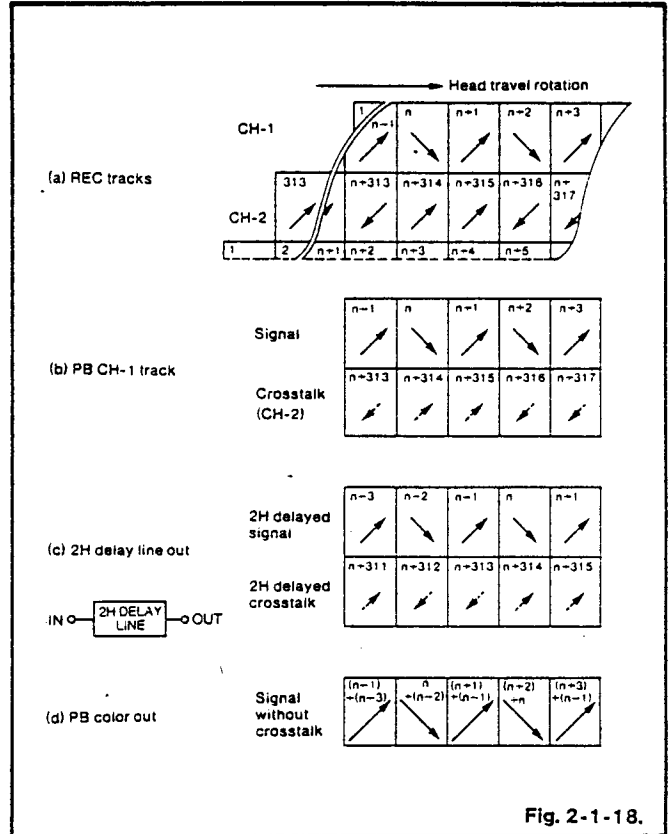 Head travel rotation
CH-1
1
n−1
n
n+1
n+2
n+3
(a) REC tracks
CH-2
313
n+313
n+314
n+315
n+316
n+
317
1
2
n+1
n+2
n+3
n+4
n+5
(b) PB CH-1 track
Signal
n−1
n
n+1
n+2
n+3
Crosstalk
(CH-2)
n+313
n+314
n+315
n+316
n+317
(c) 2H delay line out
2H delayed
signal
n−3
n−2
n−1
n
n+1
2H delayed
crosstalk
n+311
n+312
n+313
n+314
n+315
IN
2H DELAY
LINE
OUT
(d) PB color out
Signal
without
crosstalk
(n−1)
+(n−3)
n
+(n−2)
(n+1)
+(n−1)
(n+2)
+n
(n+3)
+(n−1)
Fig. 2-1-18.